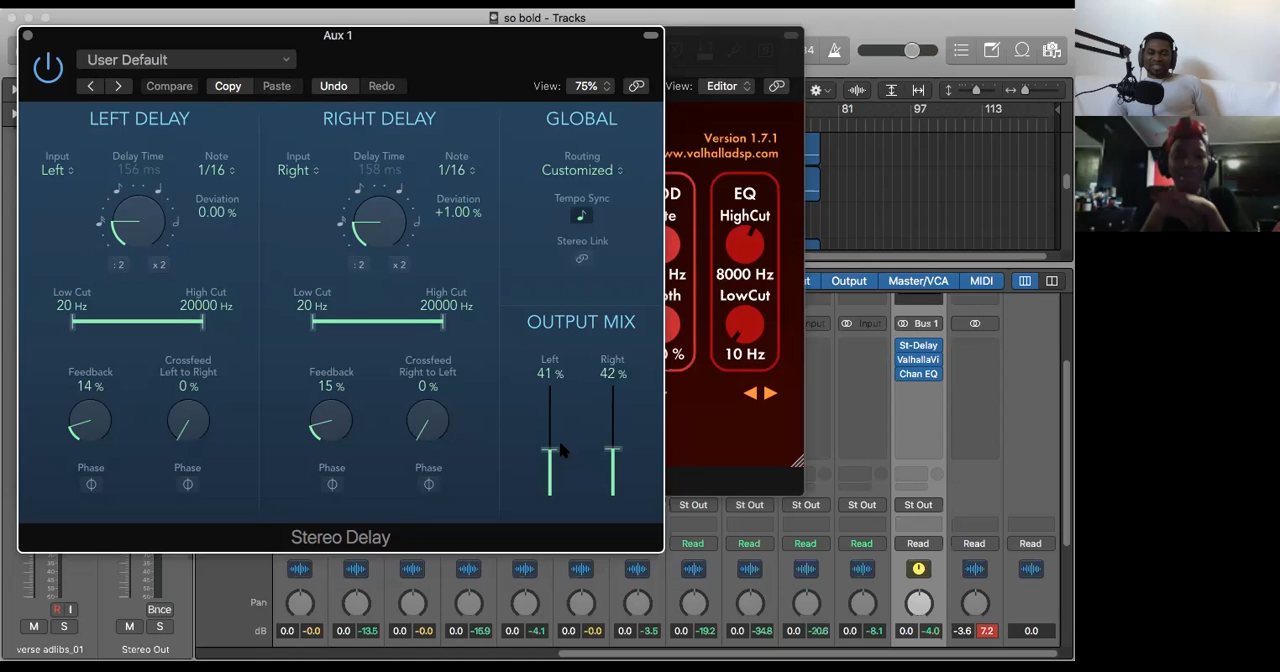 so bold - Tracks
Aux 1
User Default
Compare
Copy
Paste
Undo
Redo
View:
75%
View:
Editor
LEFT DELAY
RIGHT DELAY
GLOBAL
Input
Left
Delay Time
156 ms
Note
1/16
Deviation
0.00 %
: 2
x 2
Input
Right
Delay Time
158 ms
Note
1/16
Deviation
+1.00 %
: 2
x 2
Routing
Customized
Tempo Sync
Stereo Link
Low Cut
20 Hz
High Cut
20000 Hz
Low Cut
20 Hz
High Cut
20000 Hz
OUTPUT MIX
Left
41 %
Right
42 %
Feedback
14 %
Crossfeed
Left to Right
0 %
Feedback
15 %
Crossfeed
Right to Left
0 %
Phase
Phase
Phase
Phase
Stereo Delay
Version 1.7.1
ww.valhalladsp.com
EQ
HighCut
8000 Hz
LowCut
10 Hz
81
97
113
Output
Master/VCA
MIDI
Input
Bus 1
St-Delay
ValhallaVi
Chan EQ
St Out
St Out
St Out
St Out
St Out
Read
Read
Read
Read
Read
Read
Read
Pan
dB
0.0 -0.0
0.0 -13.5
0.0 -0.0
0.0 -16.9
0.0 -4.1
0.0 -0.0
0.0 -3.5
0.0 -19.2
0.0 -34.8
0.0 -20.6
0.0 -8.1
0.0 -4.0
-3.6 7.2
0.0
R I
M S
verse adlibs_01
Bnce
M S
Stereo Out